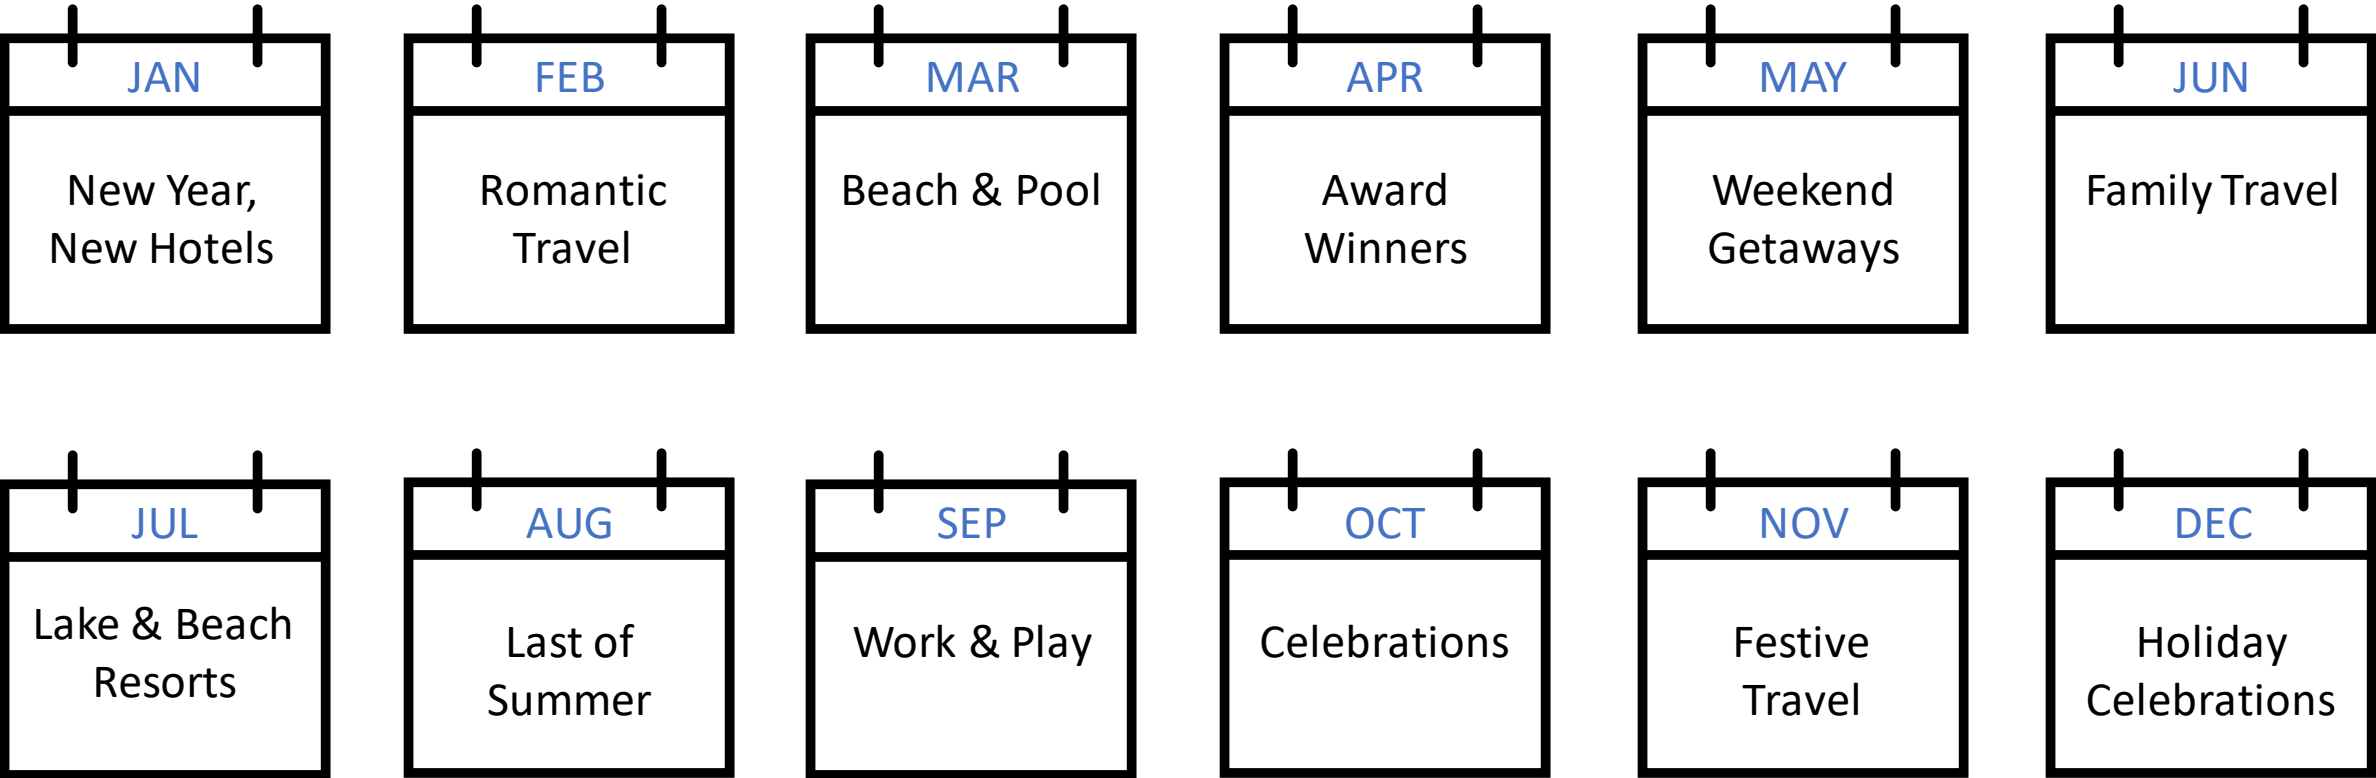 JAN
New Year,
New Hotels
FEB
Romantic
Travel
MAR
Beach & Pool
APR
Award
Winners
MAY
Weekend
Getaways
JUN
Family Travel
JUL
Lake & Beach
Resorts
AUG
Last of
Summer
SEP
Work & Play
OCT
Celebrations
NOV
Festive
Travel
DEC
Holiday
Celebrations